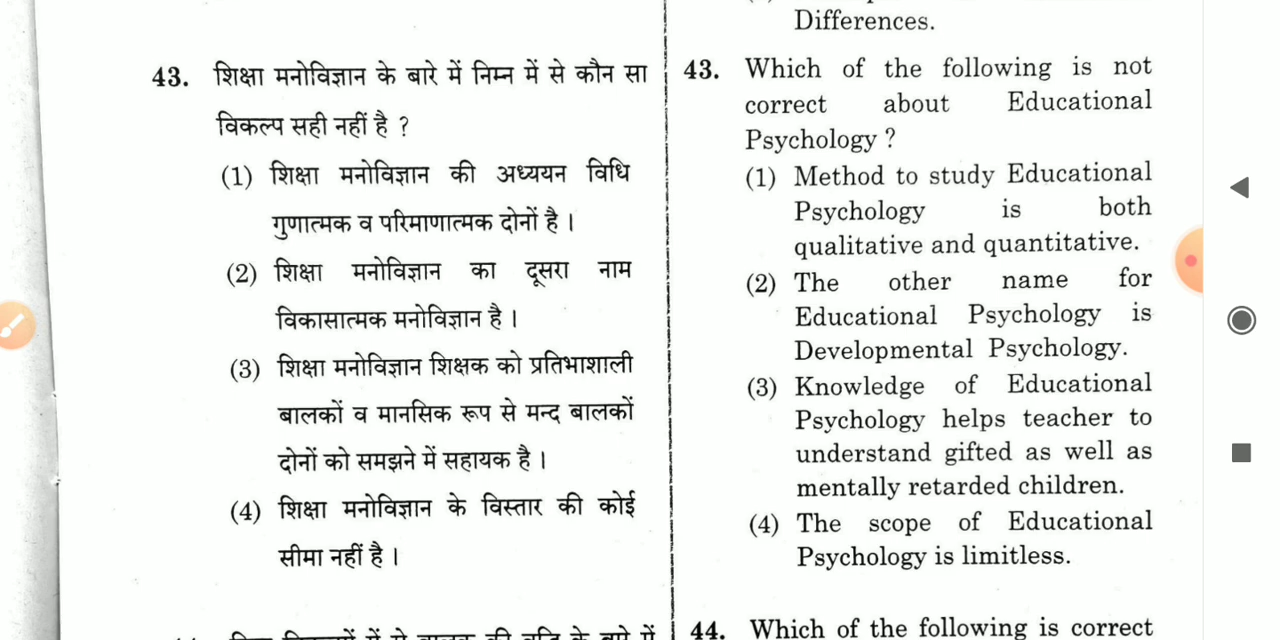 43. शिक्षा मनोविज्ञान के बारे में निम्न में से कौन सा
विकल्प सही नहीं है ?
(1) शिक्षा मनोविज्ञान की अध्ययन विधि
गुणात्मक व परिमाणात्मक दोनों है ।
(2) शिक्षा मनोविज्ञान का दूसरा नाम
विकासात्मक मनोविज्ञान है ।
(3) शिक्षा मनोविज्ञान शिक्षक को प्रतिभाशाली
बालकों व मानसिक रूप से मन्द बालकों
दोनों को समझने में सहायक है ।
(4) शिक्षा मनोविज्ञान के विस्तार की कोई
सीमा नहीं है ।
Differences.
43. Which of the following is not
correct about Educational
Psychology ?
(1) Method to study Educational
Psychology is both
qualitative and quantitative.
(2) The other name for
Educational Psychology is
Developmental Psychology.
(3) Knowledge of Educational
Psychology helps teacher to
understand gifted as well as
mentally retarded children.
(4) The scope of Educational
Psychology is limitless.
44. Which of the following is correct